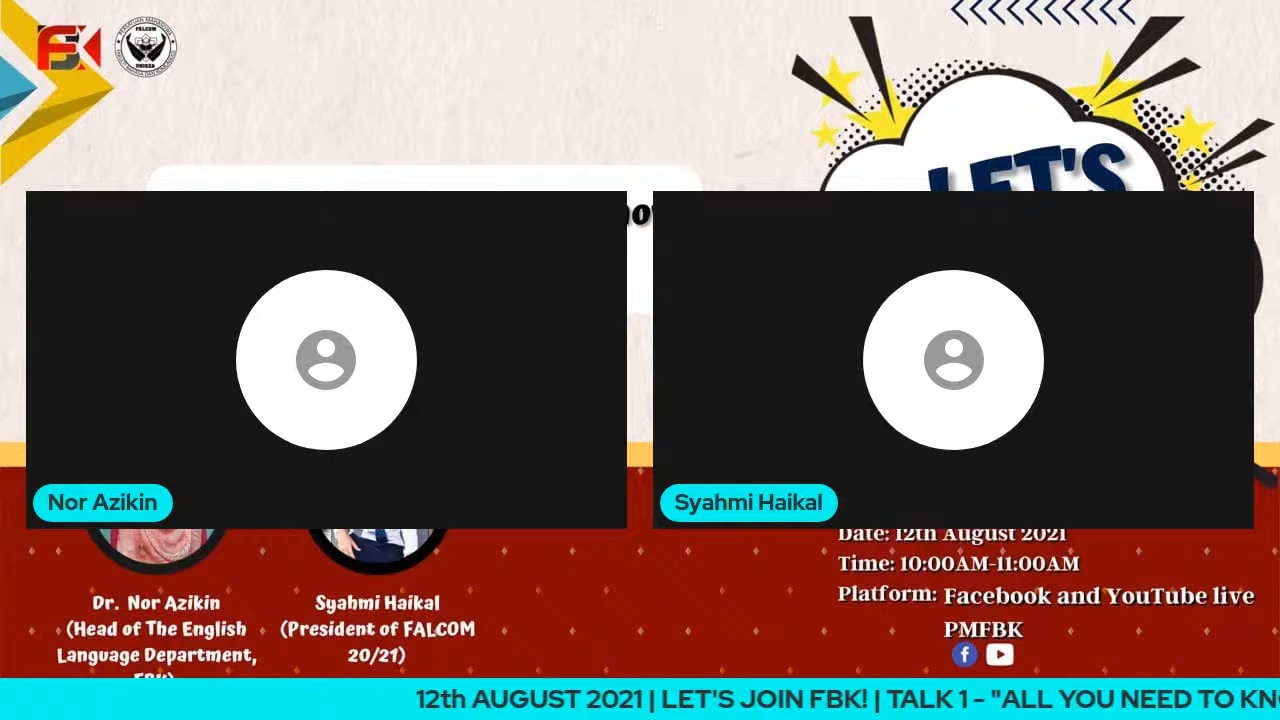 FALCOM
UNISZA
LET'S
Nor Azikin
Syahmi Haikal
Date: 12th August 2021
Time: 10:00AM-11:00AM
Platform: Facebook and YouTube live
PMFBK
Dr. Nor Azikin
(Head of The English
Language Department,
FBK)
Syahmi Haikal
(President of FALCOM
20/21)
12th AUGUST 2021 | LET'S JOIN FBK! | TALK 1 - "ALL YOU NEED TO KN